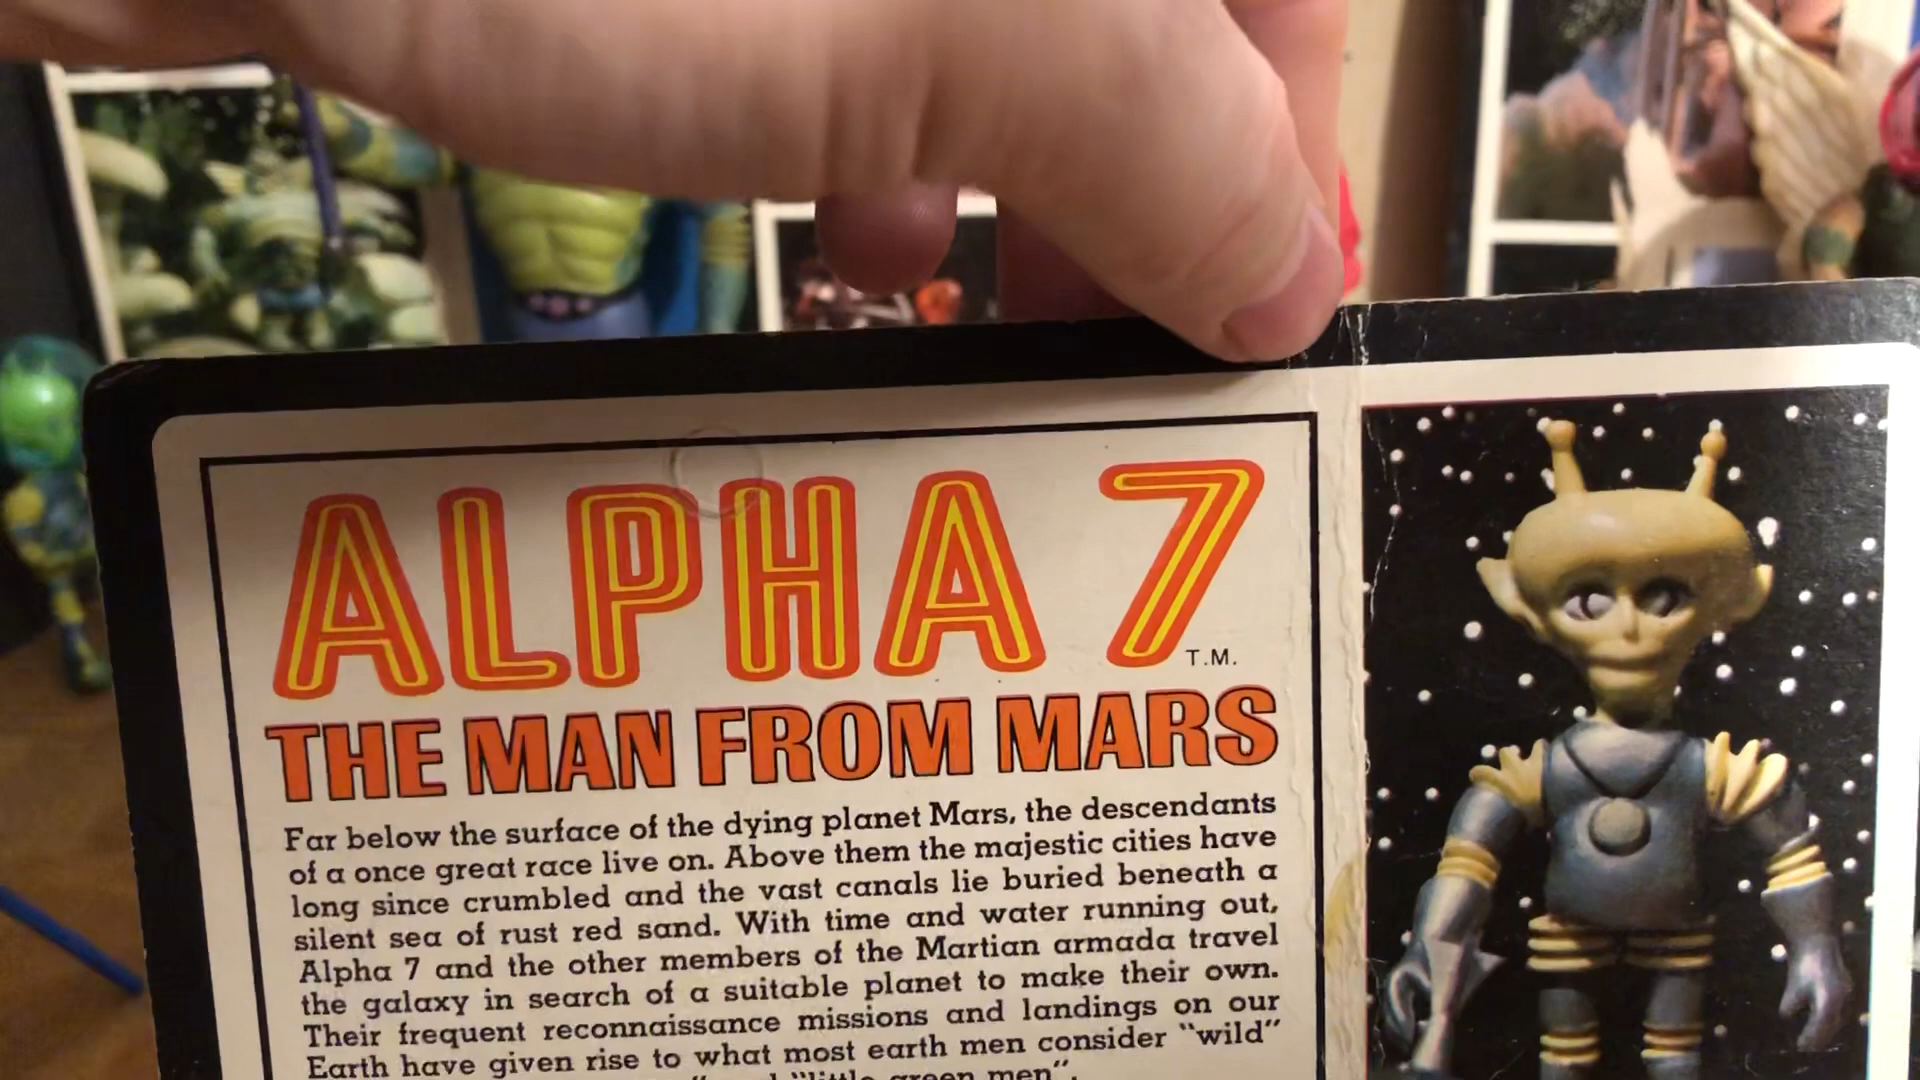 ALPHA 7
T.M.
THE MAN FROM MARS
Far below the surface of the dying planet Mars, the descendants
of a once great race live on. Above them the majestic cities have
long since crumbled and the vast canals lie buried beneath a
silent sea of rust red sand. With time and water running out,
Alpha 7 and the other members of the Martian armada travel
the galaxy in search of a suitable planet to make their own.
Their frequent reconnaissance missions and landings on our
Earth have given rise to what most earth men consider "wild"
"little green men".